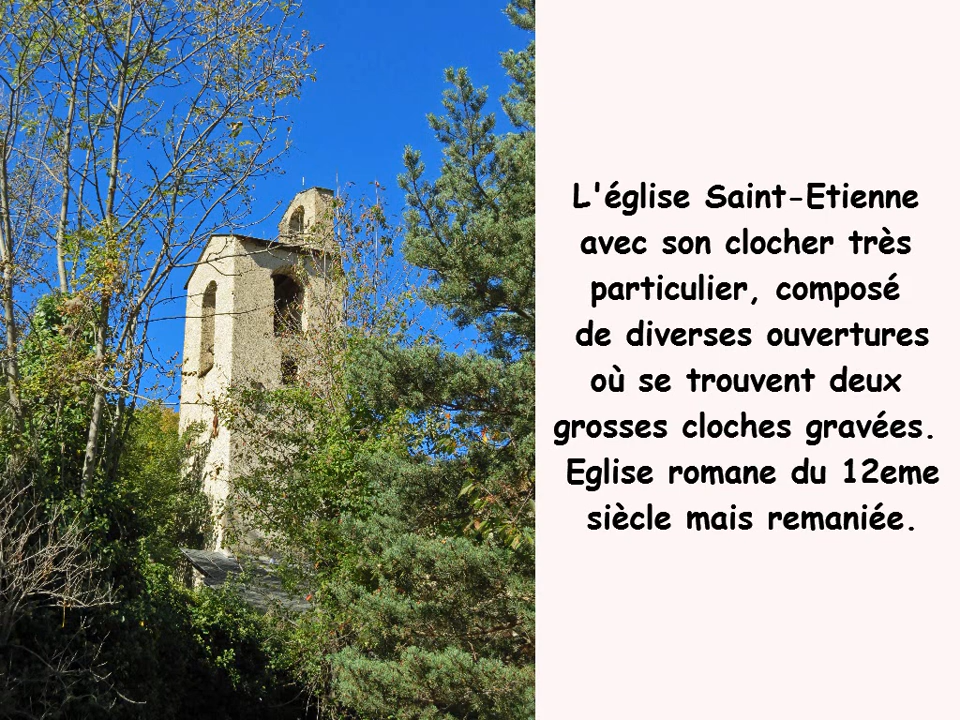 L'église Saint-Etienne
avec son clocher très
particulier, composé
de diverses ouvertures
où se trouvent deux
grosses cloches gravées.
Eglise romane du 12eme
siècle mais remaniée.